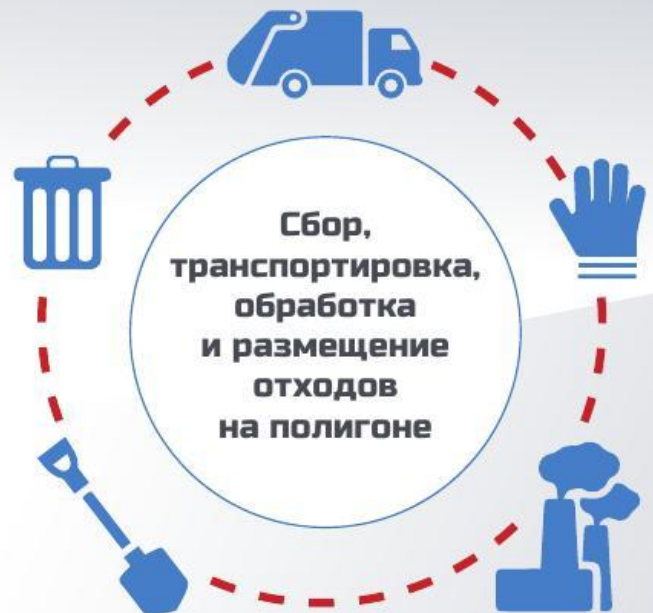 Сбор,
транспортировка,
обработка
и размещение
отходов
на полигоне